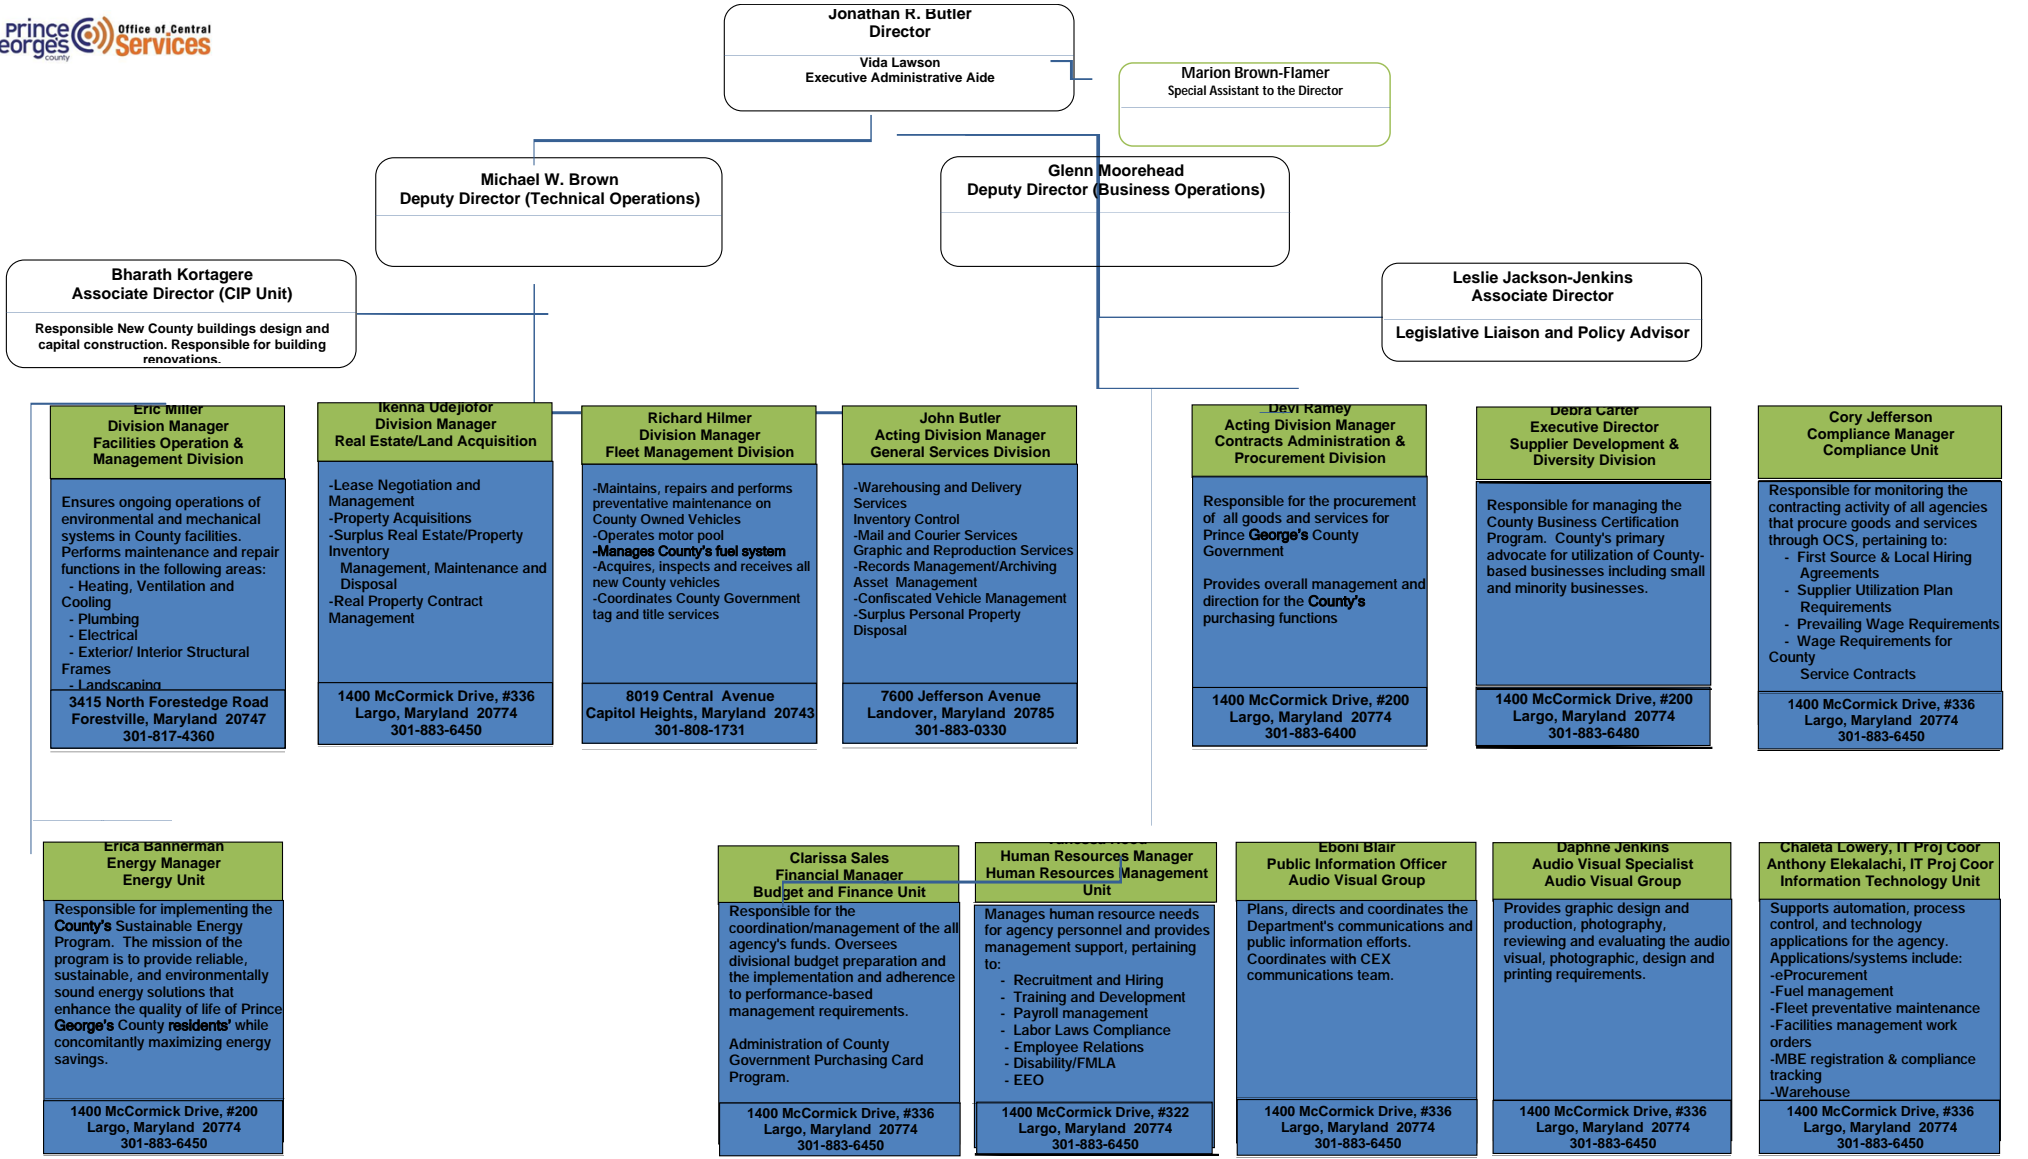 Prince
George's
county
Office of Central
Services
Jonathan R. Butler
Director
Vida Lawson
Executive Administrative Aide
Marion Brown-Flamer
Special Assistant to the Director
Michael W. Brown
Deputy Director (Technical Operations)
Glenn Moorehead
Deputy Director (Business Operations)
Bharath Kortagere
Associate Director (CIP Unit)
Responsible New County buildings design and
capital construction. Responsible for building
renovations.
Leslie Jackson-Jenkins
Associate Director
Legislative Liaison and Policy Advisor
Eric Miller
Division Manager
Facilities Operation &
Management Division
Ensures ongoing operations of
environmental and mechanical
systems in County facilities.
Performs maintenance and repair
functions in the following areas:
- Heating, Ventilation and
Cooling
- Plumbing
- Electrical
- Exterior/ Interior Structural
Frames
- Landscaping
3415 North Forestedge Road
Forestville, Maryland 20747
301-817-4360
Ikenna Udejiofor
Division Manager
Real Estate/Land Acquisition
-Lease Negotiation and
Management
-Property Acquisitions
-Surplus Real Estate/Property
Inventory
Management, Maintenance and
Disposal
-Real Property Contract
Management
1400 McCormick Drive, #336
Largo, Maryland 20774
301-883-6450
Richard Hilmer
Division Manager
Fleet Management Division
-Maintains, repairs and performs
preventative maintenance on
County Owned Vehicles
-Operates motor pool
-Manages County's fuel system
-Acquires, inspects and receives all
new County vehicles
-Coordinates County Government
tag and title services
8019 Central Avenue
Capitol Heights, Maryland 20743
301-808-1731
John Butler
Acting Division Manager
General Services Division
-Warehousing and Delivery
Services
Inventory Control
-Mail and Courier Services
Graphic and Reproduction Services
-Records Management/Archiving
Asset Management
-Confiscated Vehicle Management
-Surplus Personal Property
Disposal
7600 Jefferson Avenue
Landover, Maryland 20785
301-883-0330
Devi Ramey
Acting Division Manager
Contracts Administration &
Procurement Division
Responsible for the procurement
of all goods and services for
Prince George's County
Government
Provides overall management and
direction for the County's
purchasing functions
1400 McCormick Drive, #200
Largo, Maryland 20774
301-883-6400
Debra Carter
Executive Director
Supplier Development &
Diversity Division
Responsible for managing the
County Business Certification
Program. County's primary
advocate for utilization of County-
based businesses including small
and minority businesses.
1400 McCormick Drive, #200
Largo, Maryland 20774
301-883-6480
Cory Jefferson
Compliance Manager
Compliance Unit
Responsible for monitoring the
contracting activity of all agencies
that procure goods and services
through OCS, pertaining to:
- First Source & Local Hiring
Agreements
- Supplier Utilization Plan
Requirements
- Prevailing Wage Requirements
- Wage Requirements for
County
Service Contracts
1400 McCormick Drive, #336
Largo, Maryland 20774
301-883-6450
Erica Bannerman
Energy Manager
Energy Unit
Responsible for implementing the
County's Sustainable Energy
Program. The mission of the
program is to provide reliable,
sustainable, and environmentally
sound energy solutions that
enhance the quality of life of Prince
George's County residents' while
concomitantly maximizing energy
savings.
1400 McCormick Drive, #200
Largo, Maryland 20774
301-883-6450
Clarissa Sales
Financial Manager
Budget and Finance Unit
Responsible for the
coordination/management of the all
agency's funds. Oversees
divisional budget preparation and
the implementation and adherence
to performance-based
management requirements.
Administration of County
Government Purchasing Card
Program.
1400 McCormick Drive, #336
Largo, Maryland 20774
301-883-6450
Human Resources Manager
Human Resources Management
Unit
Manages human resource needs
for agency personnel and provides
management support, pertaining
to:
- Recruitment and Hiring
- Training and Development
- Payroll management
- Labor Laws Compliance
- Employee Relations
- Disability/FMLA
- EEO
1400 McCormick Drive, #322
Largo, Maryland 20774
301-883-6450
Eboni Blair
Public Information Officer
Audio Visual Group
Plans, directs and coordinates the
Department's communications and
public information efforts.
Coordinates with CEX
communications team.
1400 McCormick Drive, #336
Largo, Maryland 20774
301-883-6450
Daphne Jenkins
Audio Visual Specialist
Audio Visual Group
Provides graphic design and
production, photography,
reviewing and evaluating the audio
visual, photographic, design and
printing requirements.
1400 McCormick Drive, #336
Largo, Maryland 20774
301-883-6450
Chaleta Lowery, IT Proj Coor
Anthony Elekalachi, IT Proj Coor
Information Technology Unit
Supports automation, process
control, and technology
applications for the agency.
Applications/systems include:
-eProcurement
-Fuel management
-Fleet preventative maintenance
-Facilities management work
orders
-MBE registration & compliance
tracking
-Warehouse
1400 McCormick Drive, #336
Largo, Maryland 20774
301-883-6450